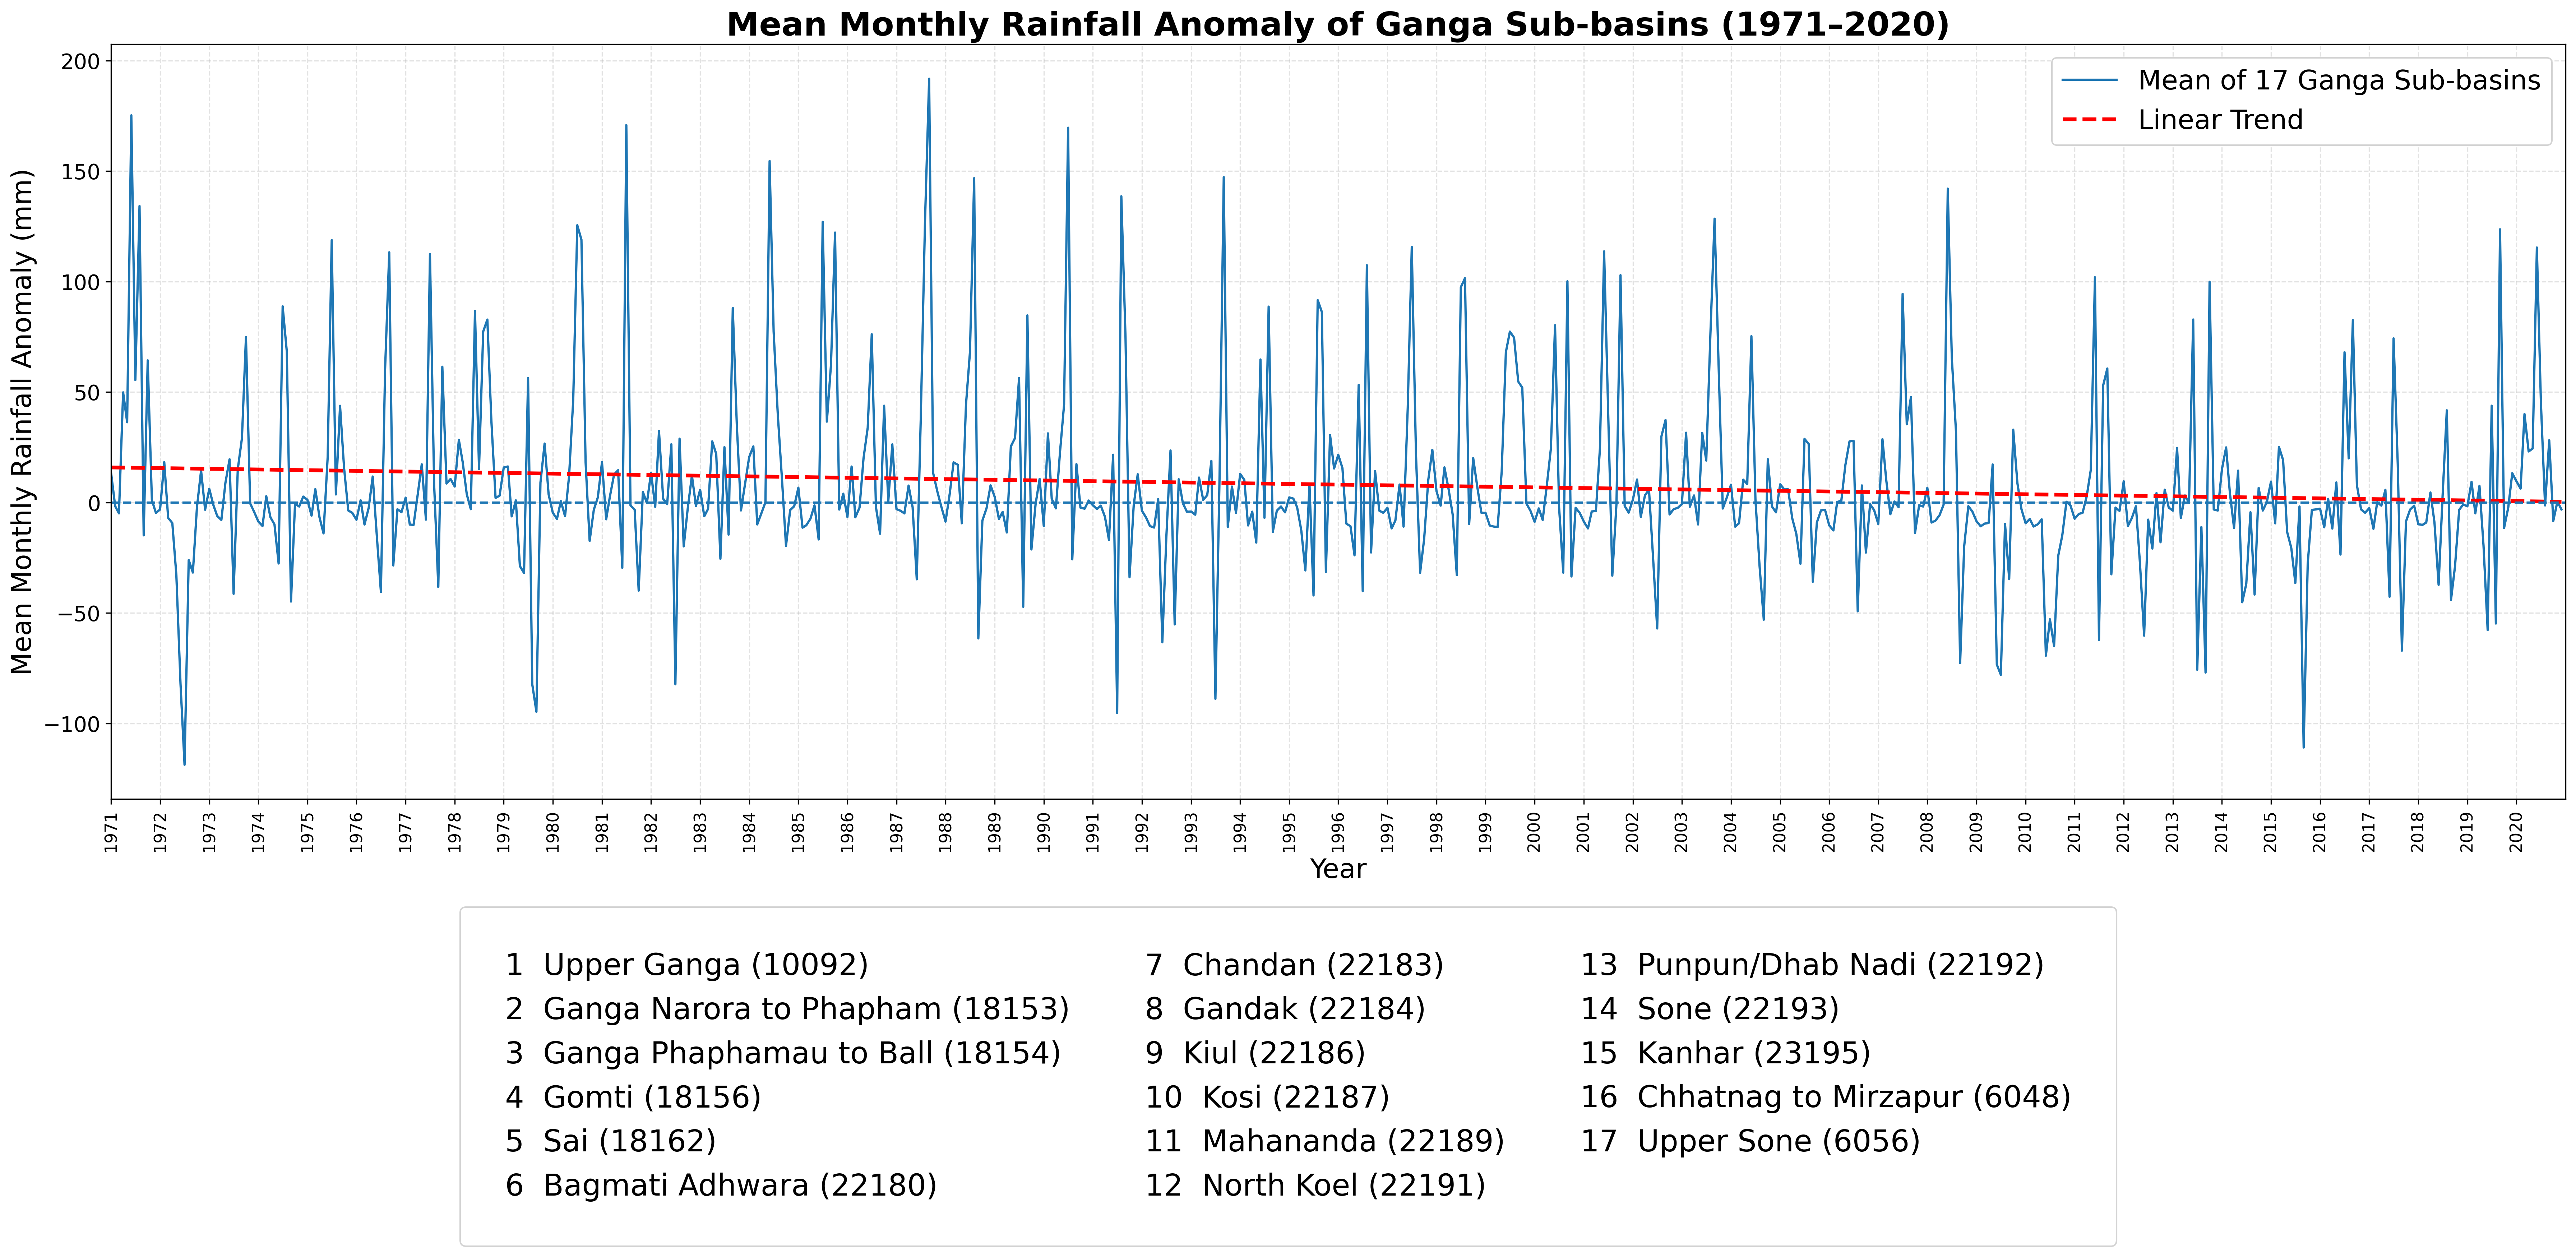 Mean Monthly Rainfall Anomaly of Ganga Sub-basins (1971–2020)
Mean of 17 Ganga Sub-basins
Linear Trend
Mean Monthly Rainfall Anomaly (mm)
200
150
100
50
0
−50
−100
1971 1972 1973 1974 1975 1976 1977 1978 1979 1980 1981 1982 1983 1984 1985 1986 1987 1988 1989 1990 1991 1992 1993 1994 1995 1996 1997 1998 1999 2000 2001 2002 2003 2004 2005 2006 2007 2008 2009 2010 2011 2012 2013 2014 2015 2016 2017 2018 2019 2020
Year
1 Upper Ganga (10092)
2 Ganga Narora to Phapham (18153)
3 Ganga Phaphamau to Ball (18154)
4 Gomti (18156)
5 Sai (18162)
6 Bagmati Adhwara (22180)
7 Chandan (22183)
8 Gandak (22184)
9 Kiul (22186)
10 Kosi (22187)
11 Mahananda (22189)
12 North Koel (22191)
13 Punpun/Dhab Nadi (22192)
14 Sone (22193)
15 Kanhar (23195)
16 Chhatnag to Mirzapur (6048)
17 Upper Sone (6056)